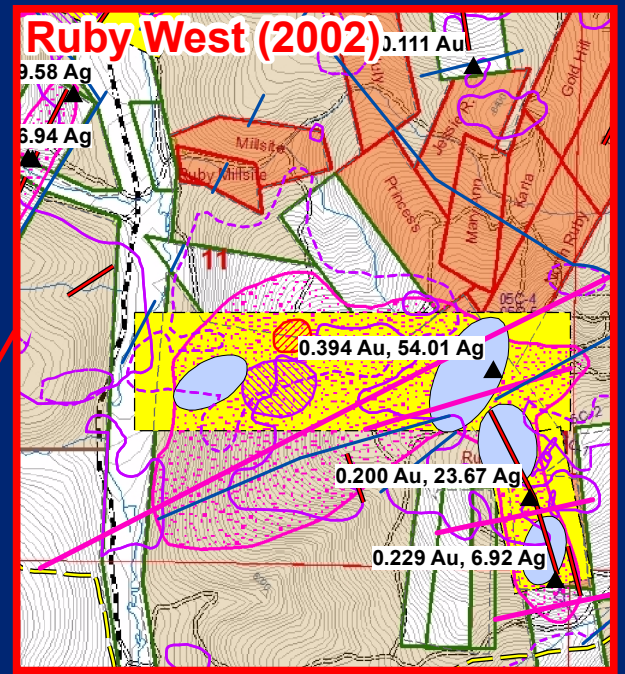 Ruby West (2002)
0.111 Au
9.58 Ag
6.94 Ag
Gold Hill
Jessie R.
Millsite
Ruby Millsite
Princess
Mary Ann
Karla
Ruby
11
05C-4
0.394 Au, 54.01 Ag
0.200 Au, 23.67 Ag
0.229 Au, 6.92 Ag